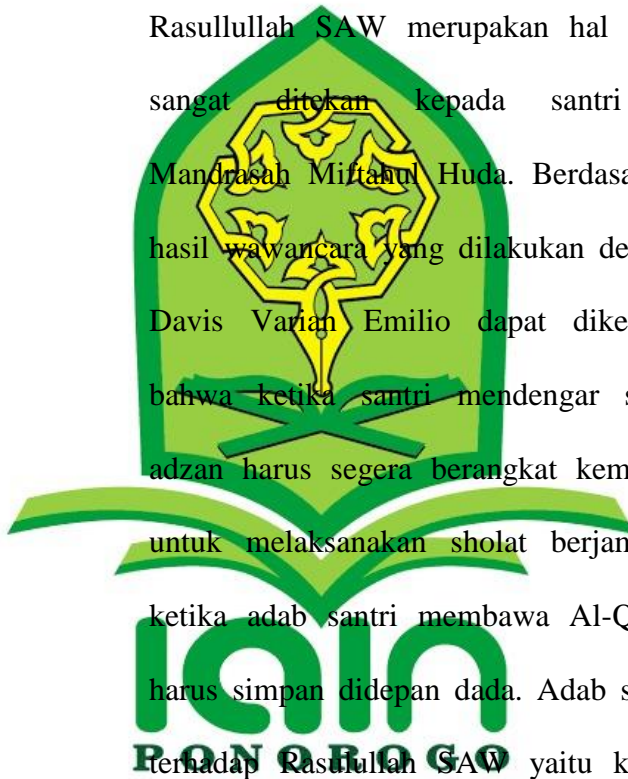 Rasullullah SAW merupakan hal
sangat ditekan kepada santri
Mandrasah Miftahul Huda. Berdasa
hasil wawancara yang dilakukan de
Davis Varian Emilio dapat dike
bahwa ketika santri mendengar s
adzan harus segera berangkat kem
untuk melaksanakan sholat berjam
ketika adab santri membawa Al-Q
harus simpan didepan dada. Adab s
terhadap Rasulullah SAW yaitu k
iain
PONOROGO